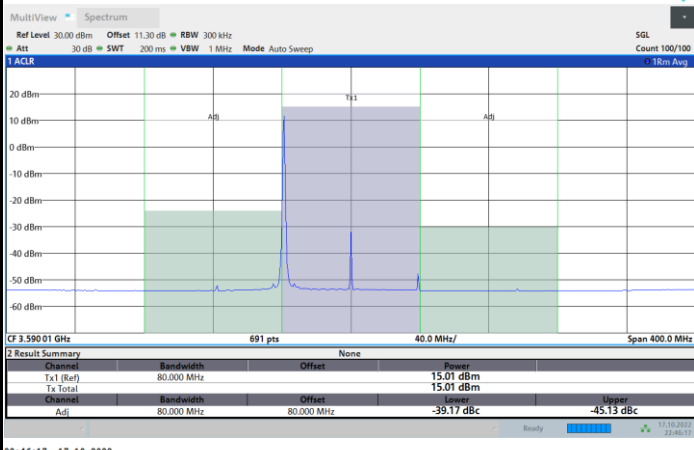 MultiView Spectrum
Ref Level 30.00 dBm Offset 11.30 dB RBW 300 kHz SGL
Att 30 dB SWT 200 ms VBW 1 MHz Mode Auto Sweep Count 100/100
1 ACLR 1Rm Avg
20 dBm
Tx1
10 dBm Adj Adj
0 dBm
-10 dBm
-20 dBm
-30 dBm
-40 dBm
-50 dBm
-60 dBm
CF 3.590 01 GHz 691 pts 40.0 MHz/ Span 400.0 MHz
2 Result Summary None
Channel Bandwidth Offset Power
Tx1 (Ref) 80.000 MHz 15.01 dBm
Tx Total 15.01 dBm
Channel Bandwidth Offset Lower Upper
Adj 80.000 MHz 80.000 MHz -39.17 dBc -45.13 dBc
Ready 17.10.2022
22:46:17